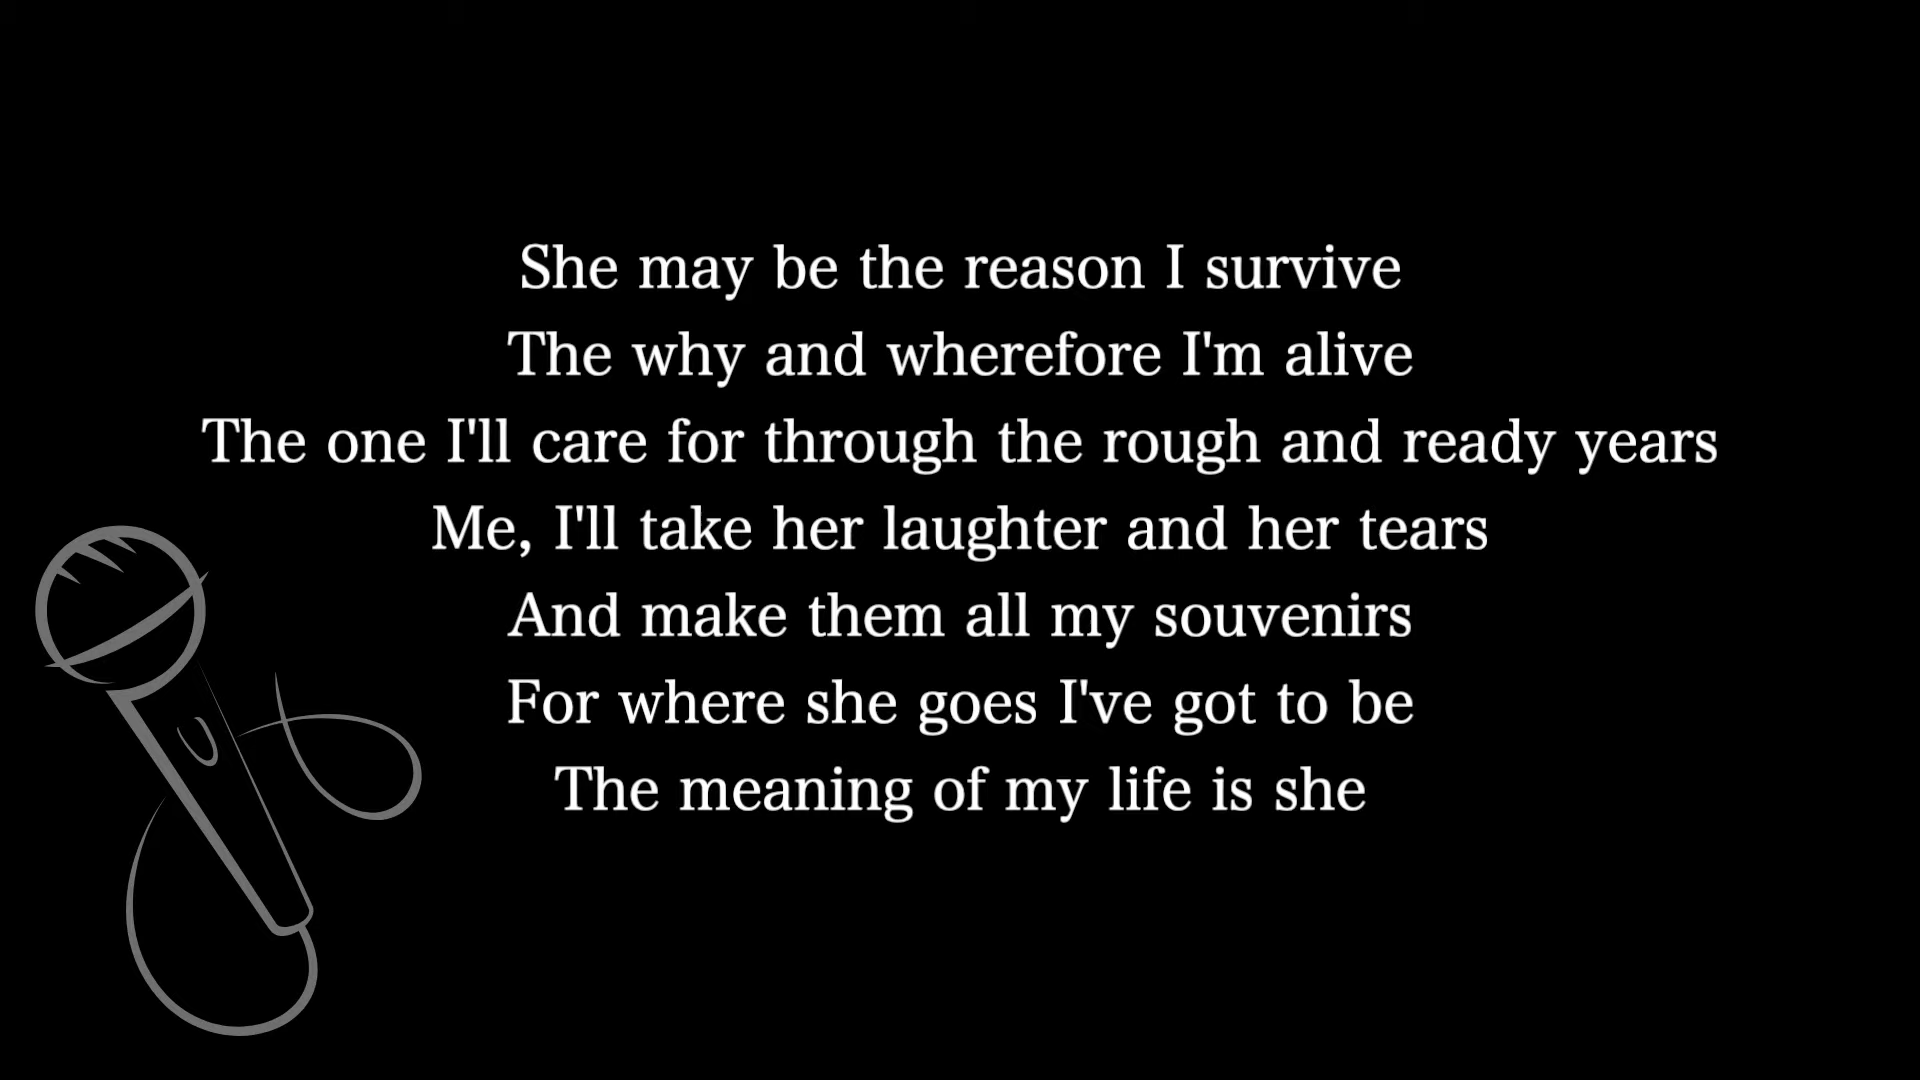 She may be the reason I survive
The why and wherefore I'm alive
The one I'll care for through the rough and ready years
Me, I'll take her laughter and her tears
And make them all my souvenirs
For where she goes I've got to be
The meaning of my life is she